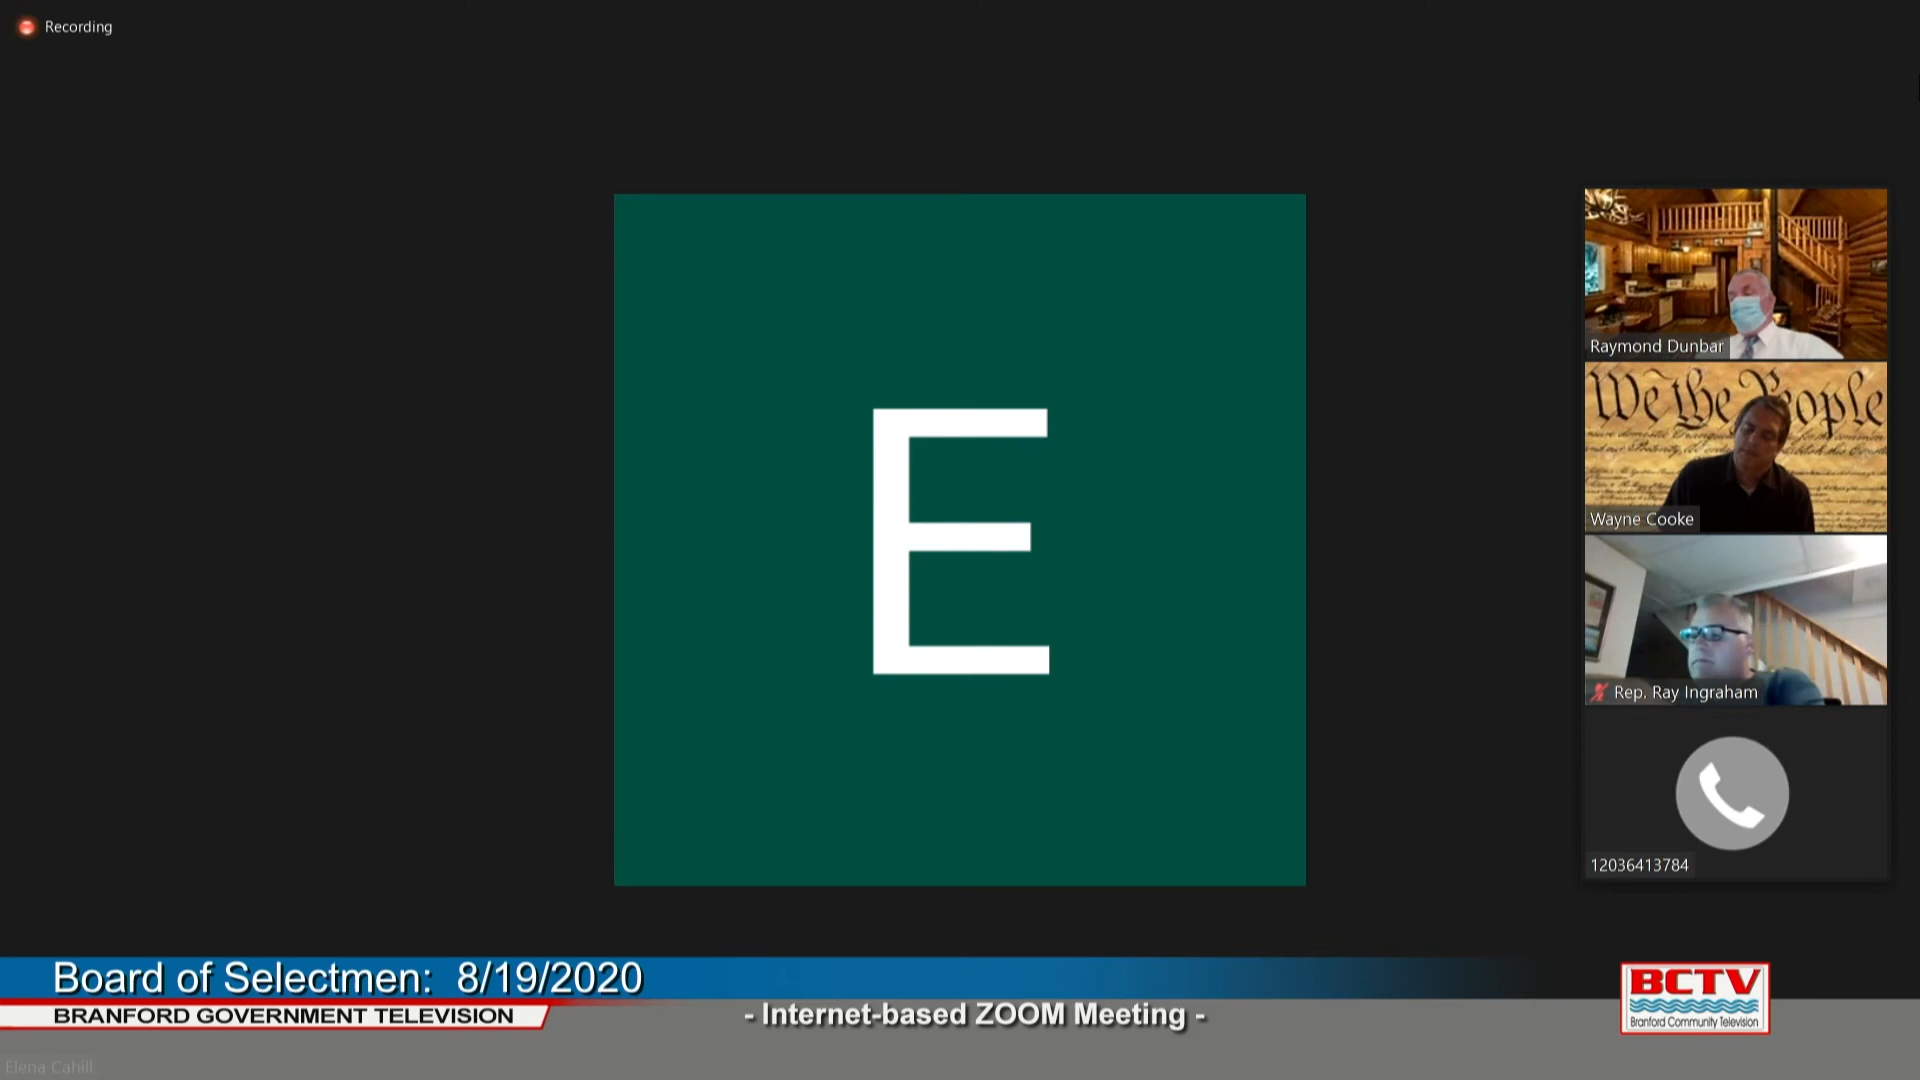 Recording
E
Raymond Dunbar
We the People
Wayne Cooke
Rep. Ray Ingraham
12036413784
Board of Selectmen: 8/19/2020
BRANFORD GOVERNMENT TELEVISION
- Internet-based ZOOM Meeting -
BCTV
Branford Community Television
Elena Cahill